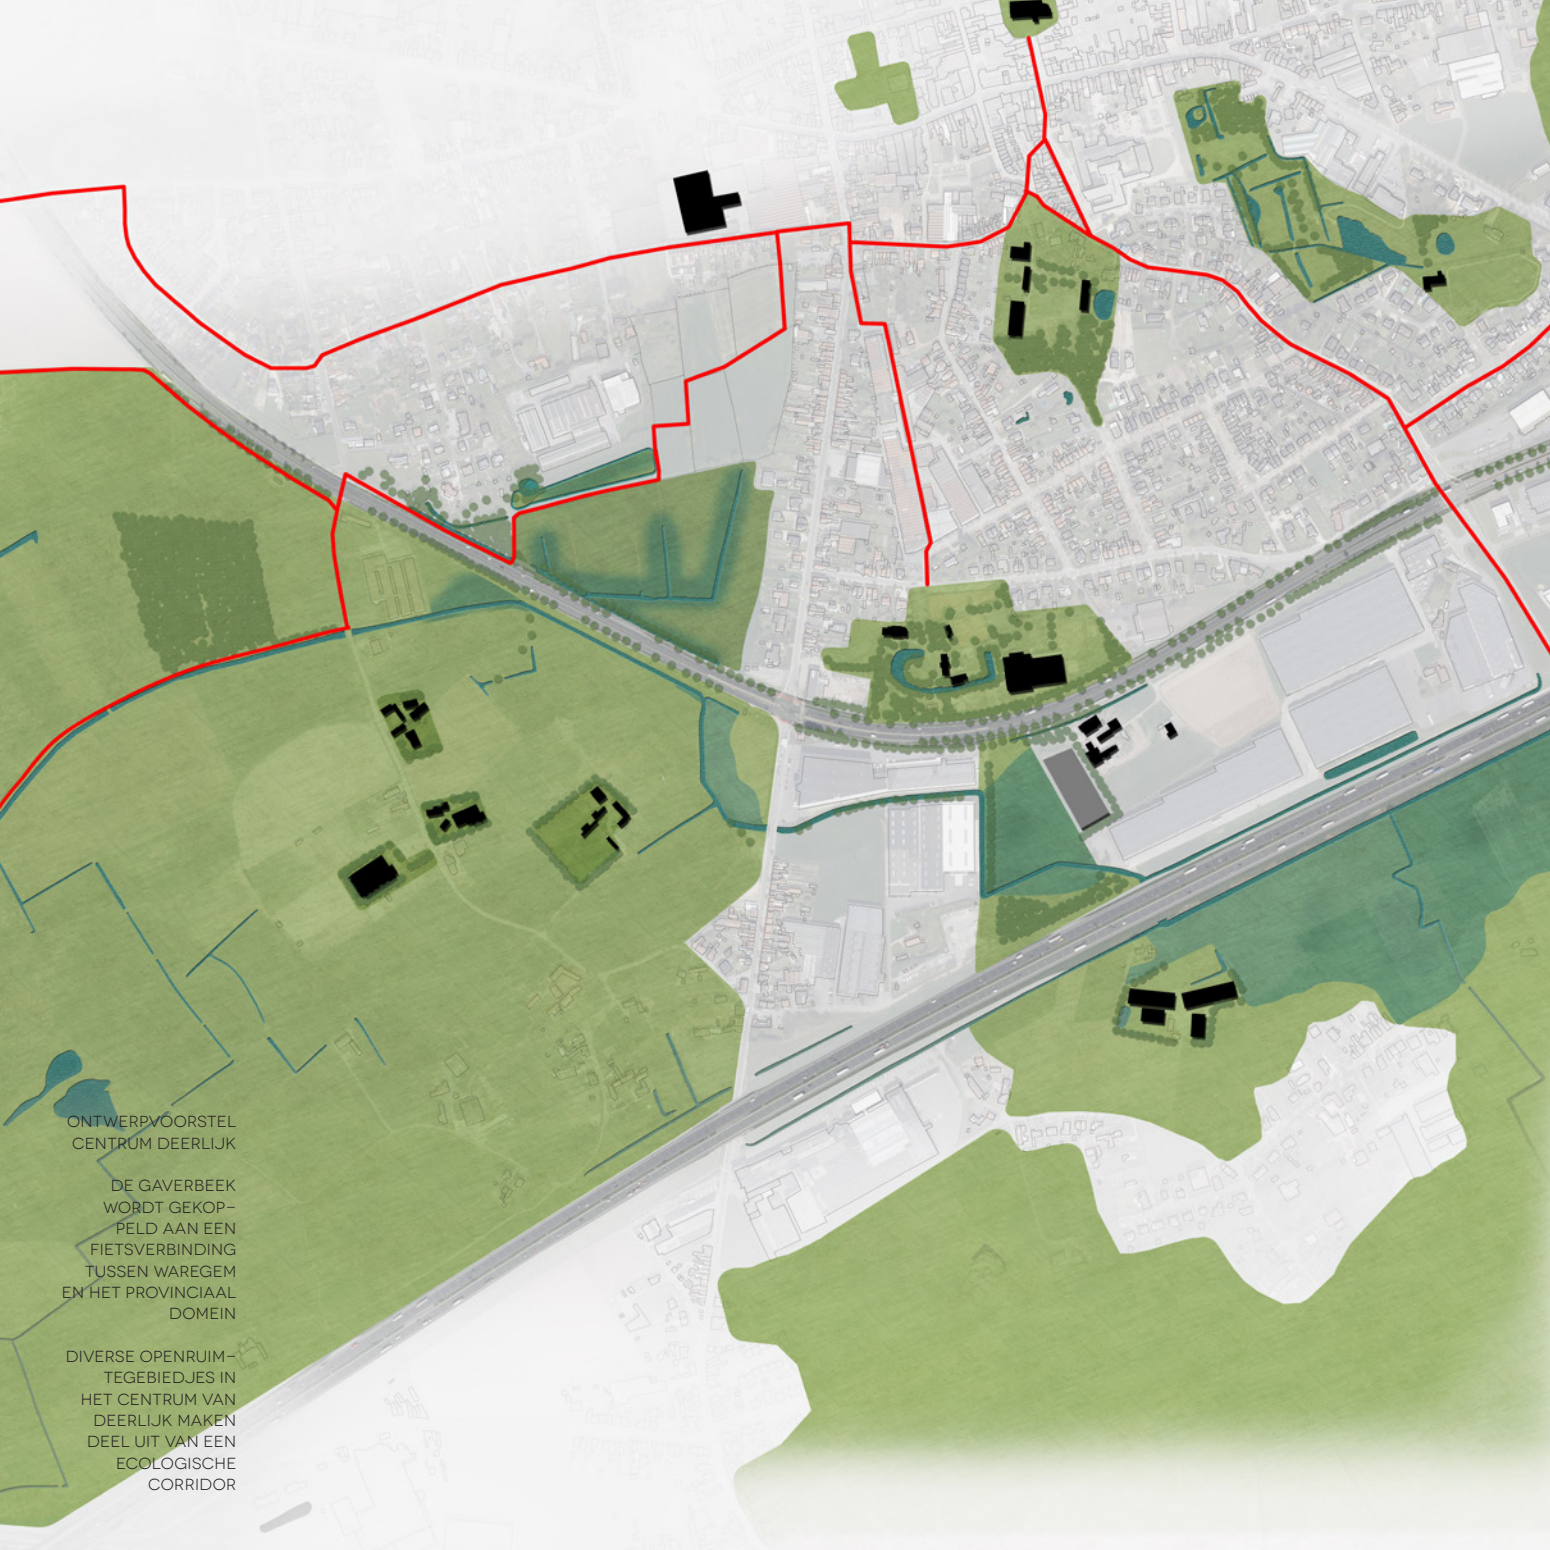 ONTWERPVOORSTEL
CENTRUM DEERLIJK
DE GAVERBEEK
WORDT GEKOP-
PELD AAN EEN
FIETSVERBINDING
TUSSEN WAREGEM
EN HET PROVINCIAAL
DOMEIN
DIVERSE OPENRUIM-
TEGEBIEDJES IN
HET CENTRUM VAN
DEERLIJK MAKEN
DEEL UIT VAN EEN
ECOLOGISCHE
CORRIDOR